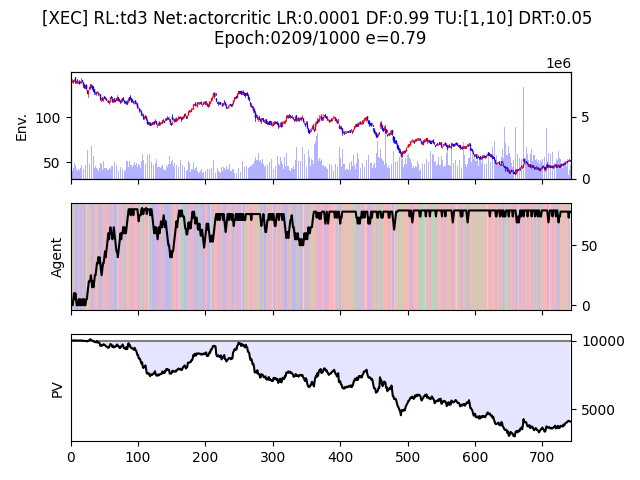 [XEC] RL:td3 Net:actorcritic LR:0.0001 DF:0.99 TU:[1,10] DRT:0.05
Epoch:0209/1000 e=0.79
1e6
Env.
100
50
5
0
Agent
50
0
PV
10000
5000
0 100 200 300 400 500 600 700